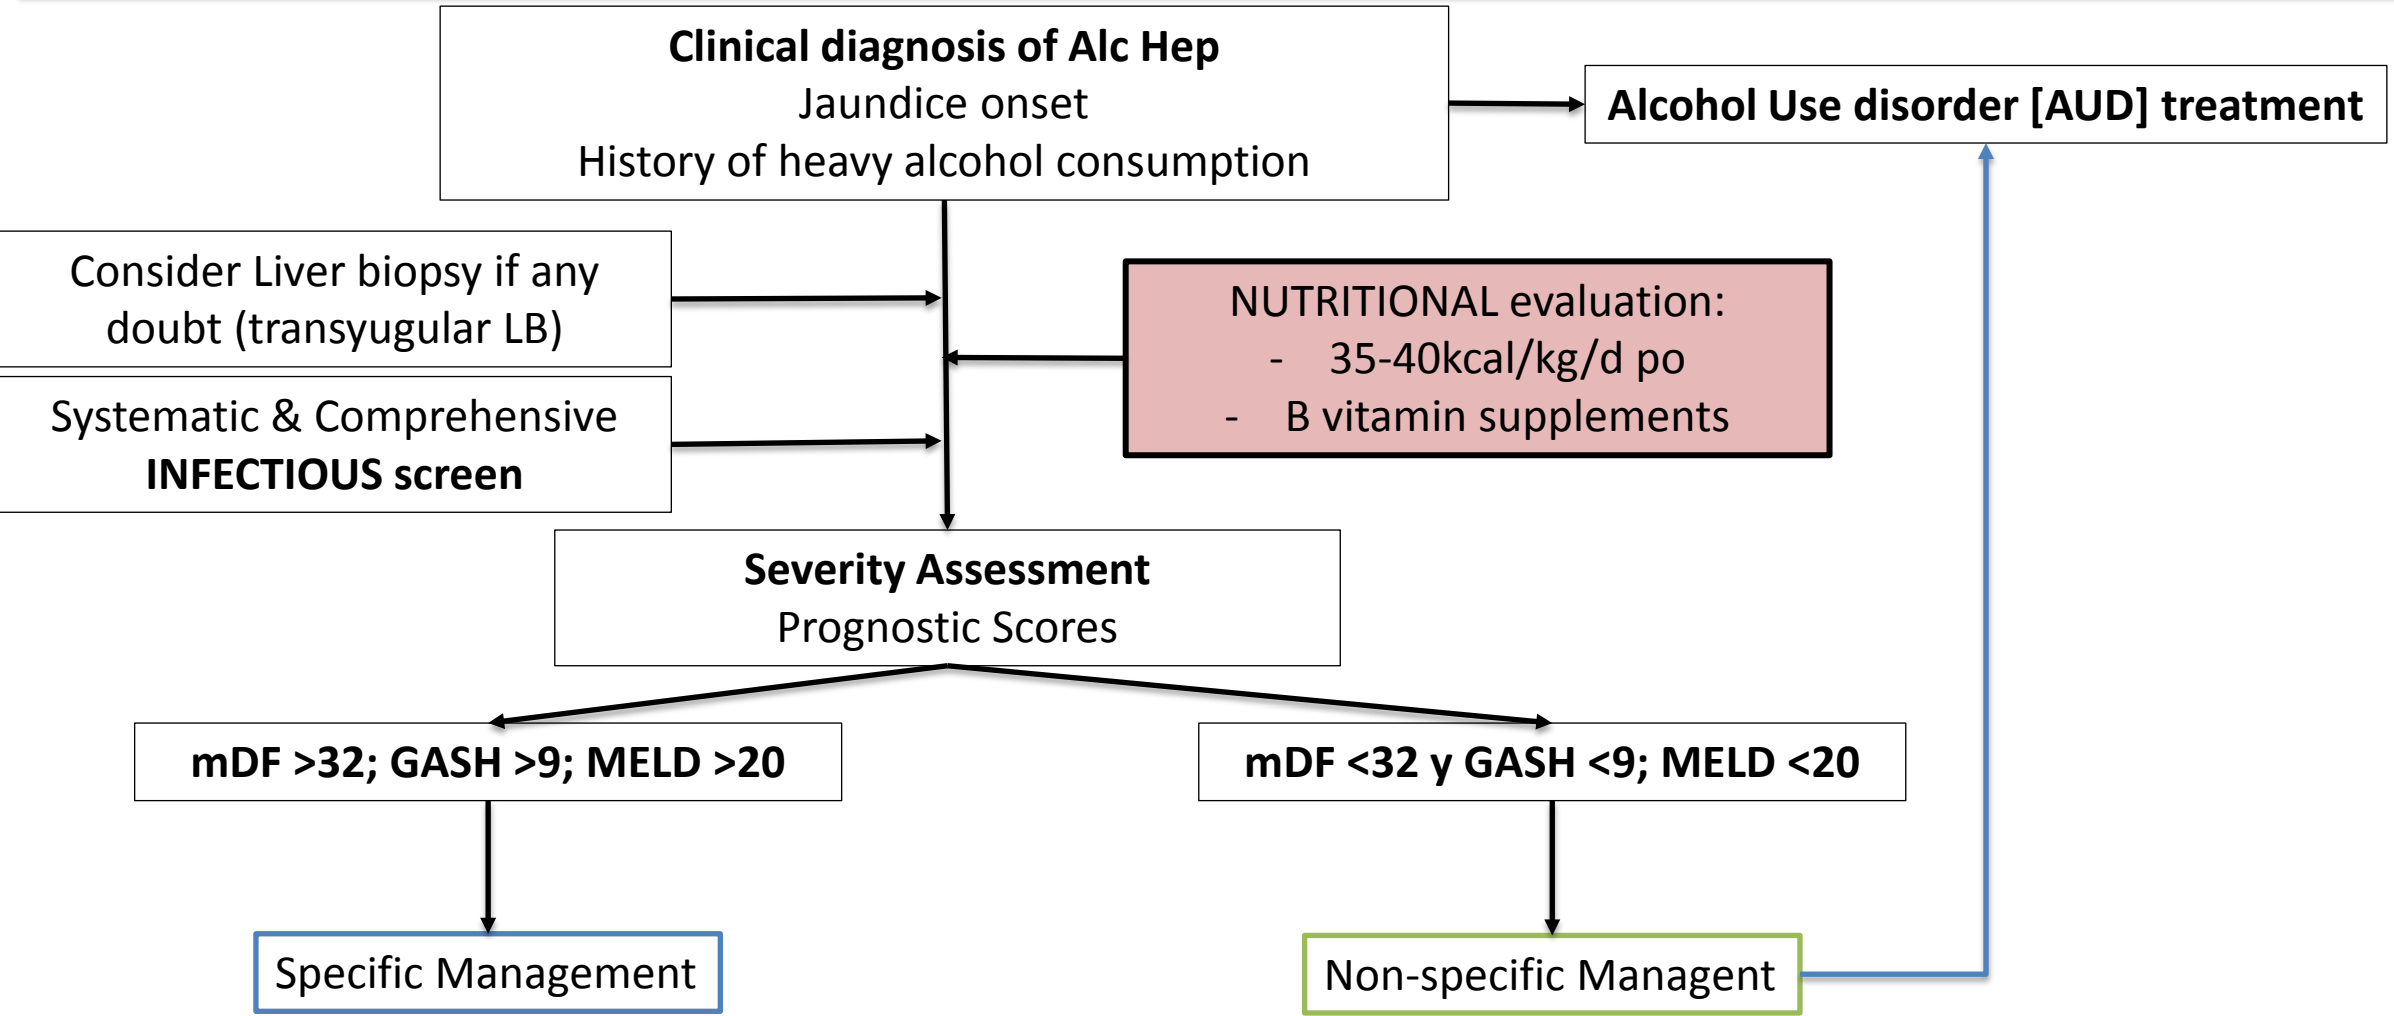 Clinical diagnosis of Alc Hep
Jaundice onset
History of heavy alcohol consumption
Alcohol Use disorder [AUD] treatment
Consider Liver biopsy if any
doubt (transyugular LB)
NUTRITIONAL evaluation:
- 35-40kcal/kg/d po
- B vitamin supplements
Systematic & Comprehensive
INFECTIOUS screen
Severity Assessment
Prognostic Scores
mDF >32; GASH >9; MELD >20
mDF <32 y GASH <9; MELD <20
Specific Management
Non-specific Managent